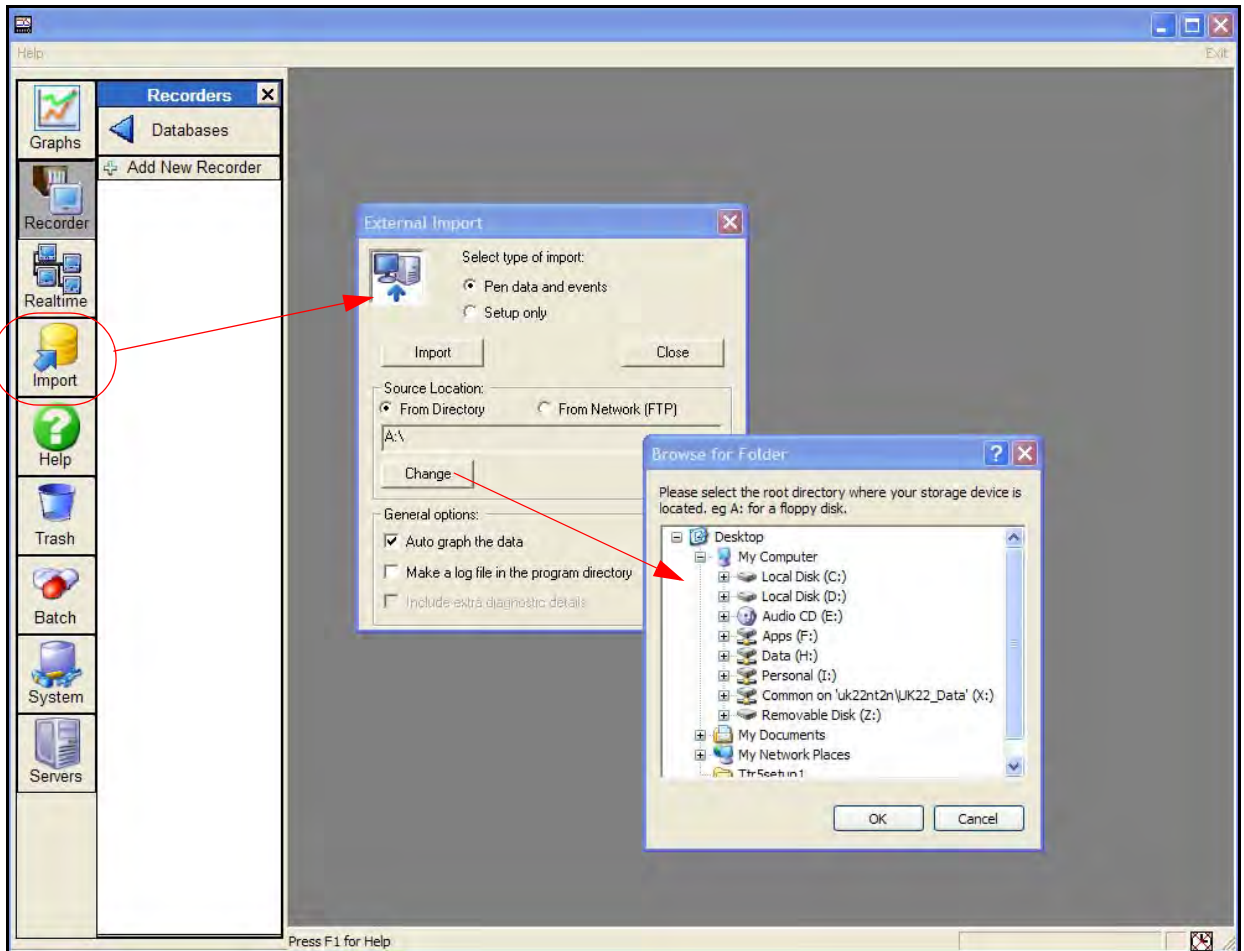 Help
Exit
Graphs
Recorder
Realtime
Import
Help
Trash
Batch
System
Servers
Recorders
Databases
Add New Recorder
External Import
Select type of import:
Pen data and events
Setup only
Import
Close
Source Location:
From Directory
From Network (FTP)
A:\
Change
General options:
Auto graph the data
Make a log file in the program directory
Include extra diagnostic details
Browse for Folder
Please select the root directory where your storage device is
located. eg A: for a floppy disk.
Desktop
My Computer
Local Disk (C:)
Local Disk (D:)
Audio CD (E:)
Apps (F:)
Data (H:)
Personal (I:)
Common on 'uk22nt2n\UK22_Data' (X:)
Removable Disk (Z:)
My Documents
My Network Places
Ttr5setup1
OK
Cancel
Press F1 for Help